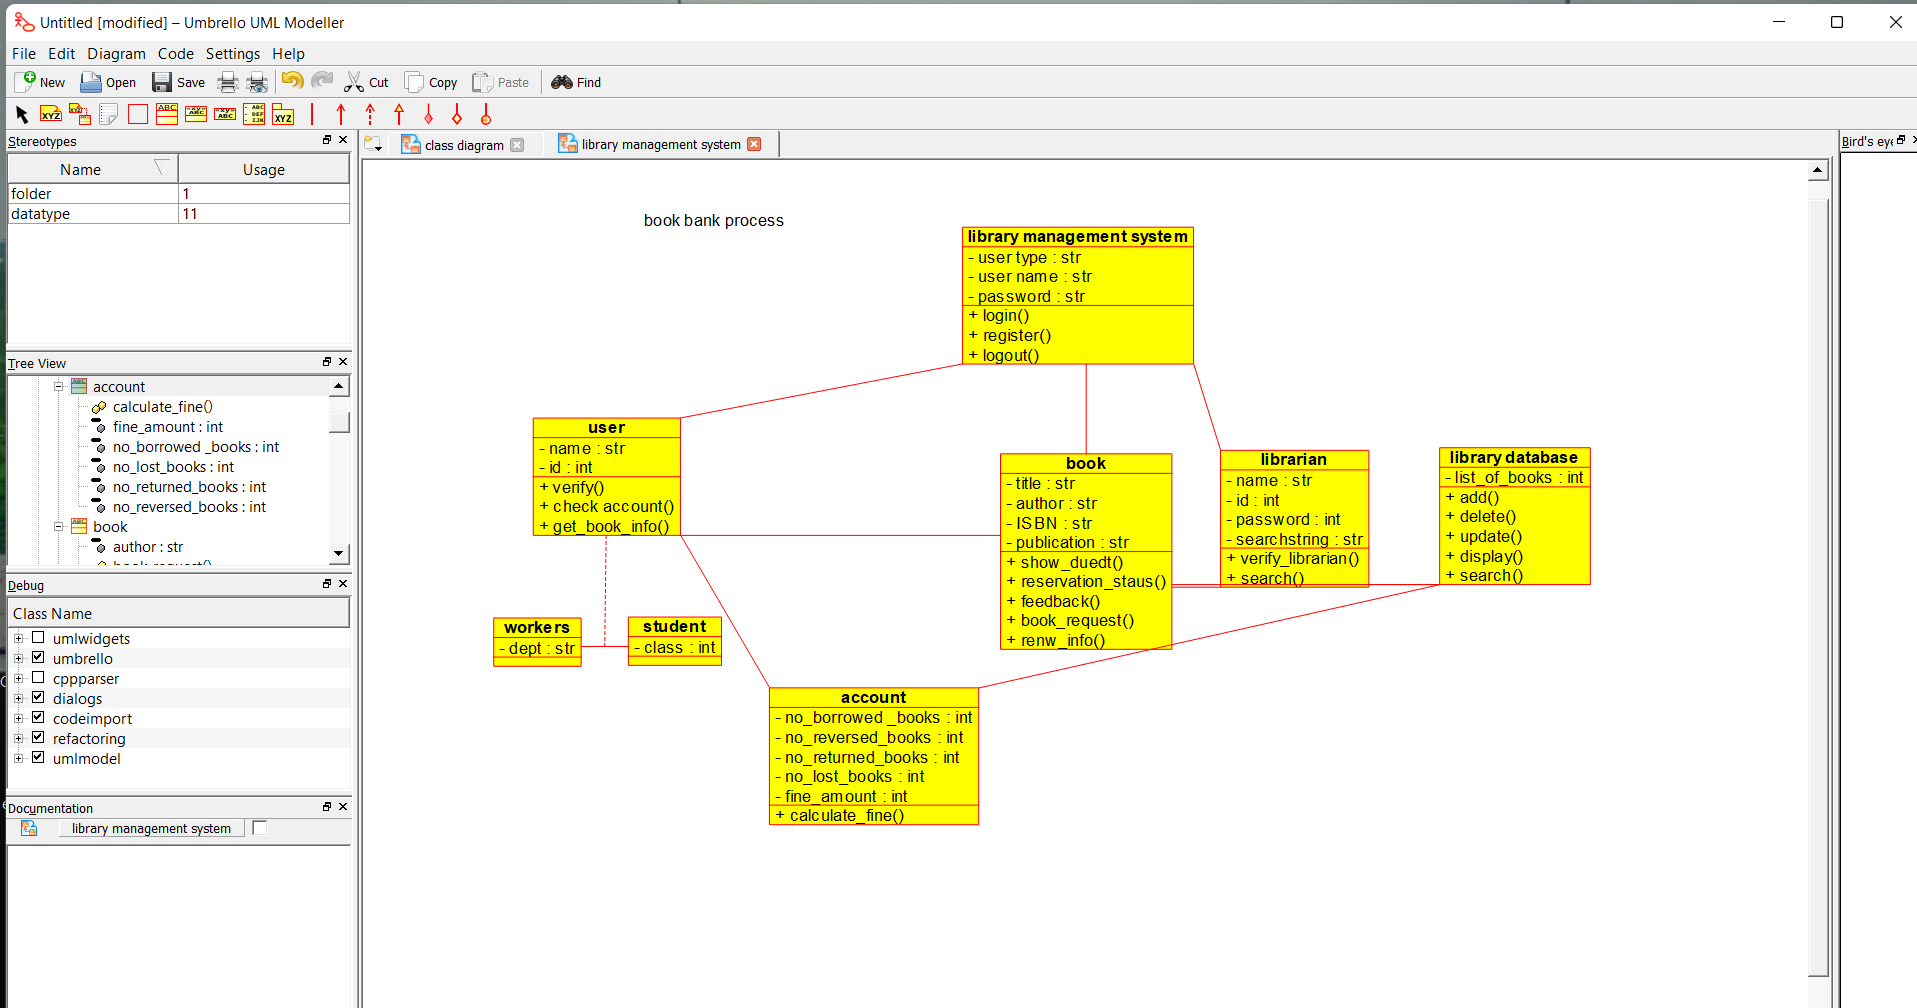 Untitled [modified] – Umbrello UML Modeller
File Edit Diagram Code Settings Help
New Open Save Cut Copy Paste Find
Stereotypes
Name Usage
folder 1
datatype 11
Tree View
account
calculate_fine()
fine_amount : int
no_borrowed _books : int
no_lost_books : int
no_returned_books : int
no_reversed_books : int
book
author : str
Debug
Class Name
umlwidgets
umbrello
cppparser
dialogs
codeimport
refactoring
umlmodel
Documentation
library management system
class diagram
library management system
Bird's eye
book bank process
library management system
- user type : str
- user name : str
- password : str
+ login()
+ register()
+ logout()
user
- name : str
- id : int
+ verify()
+ check account()
+ get_book_info()
book
- title : str
- author : str
- ISBN : str
- publication : str
+ show_duedt()
+ reservation_staus()
+ feedback()
+ book_request()
+ renw_info()
librarian
- name : str
- id : int
- password : int
- searchstring : str
+ verify_librarian()
+ search()
library database
- list_of_books : int
+ add()
+ delete()
+ update()
+ display()
+ search()
workers
- dept : str
student
- class : int
account
- no_borrowed _books : int
- no_reversed_books : int
- no_returned_books : int
- no_lost_books : int
- fine_amount : int
+ calculate_fine()